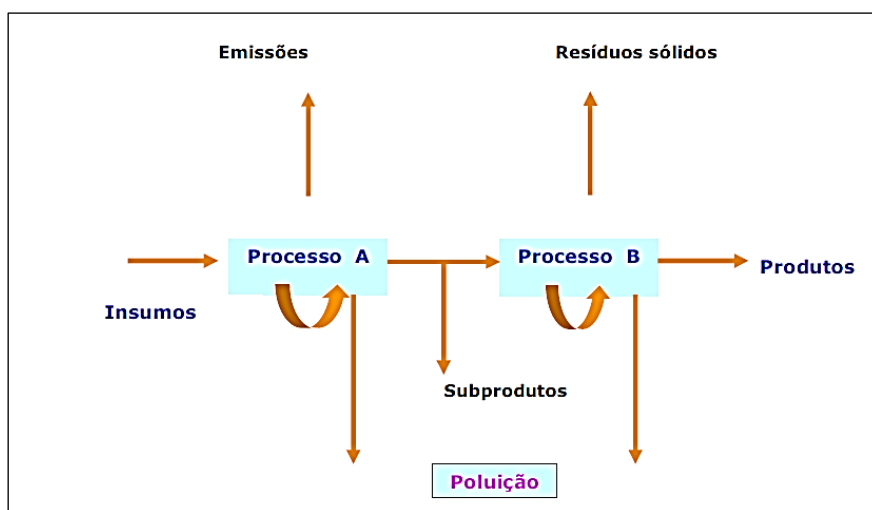 Emissões
Resíduos sólidos
Processo A
Processo B
Produtos
Insumos
Subprodutos
Poluição